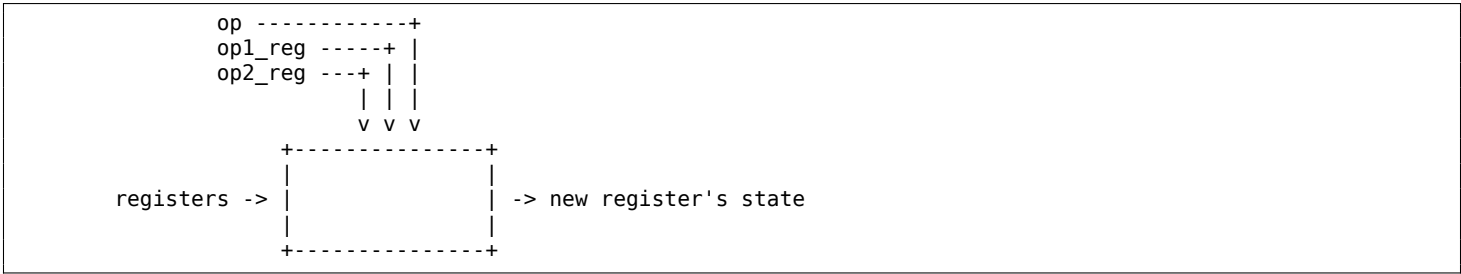 op ------------+
op1_reg -----+ |
op2_reg ---+ | |
| | |
v v v
+---------------+
| |
registers -> | | -> new register's state
| |
+---------------+